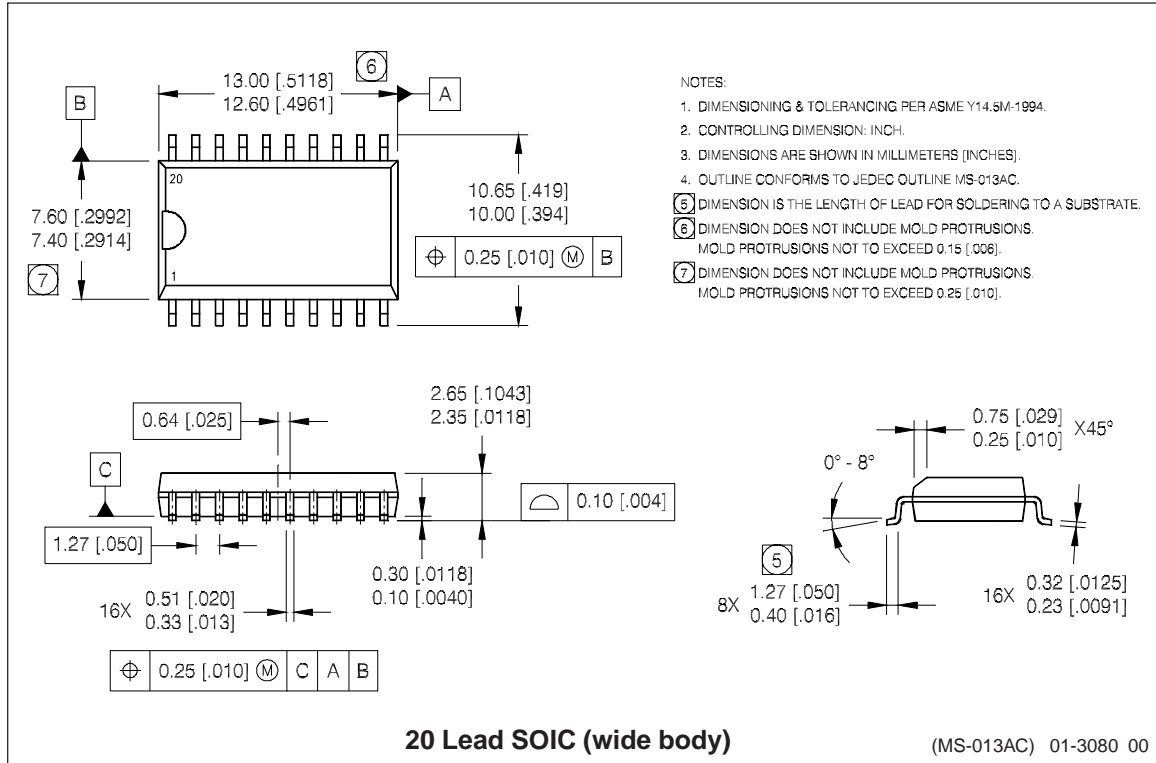 13.00 [.5118]
12.60 [.4961]
6
A
B
20
1
7.60 [.2992]
7.40 [.2914]
7
10.65 [.419]
10.00 [.394]
⌖ 0.25 [.010] Ⓜ B
NOTES:
1. DIMENSIONING & TOLERANCING PER ASME Y14.5M-1994.
2. CONTROLLING DIMENSION: INCH.
3. DIMENSIONS ARE SHOWN IN MILLIMETERS [INCHES].
4. OUTLINE CONFORMS TO JEDEC OUTLINE MS-013AC.
5 DIMENSION IS THE LENGTH OF LEAD FOR SOLDERING TO A SUBSTRATE.
6 DIMENSION DOES NOT INCLUDE MOLD PROTRUSIONS.
MOLD PROTRUSIONS NOT TO EXCEED 0.15 [.006].
7 DIMENSION DOES NOT INCLUDE MOLD PROTRUSIONS.
MOLD PROTRUSIONS NOT TO EXCEED 0.25 [.010].
0.64 [.025]
2.65 [.1043]
2.35 [.0118]
C
⌓ 0.10 [.004]
1.27 [.050]
16X 0.51 [.020]
0.33 [.013]
0.30 [.0118]
0.10 [.0040]
⌖ 0.25 [.010] Ⓜ C A B
0.75 [.029]
0.25 [.010]
X45°
0° - 8°
5
8X 1.27 [.050]
0.40 [.016]
16X 0.32 [.0125]
0.23 [.0091]
20 Lead SOIC (wide body)
(MS-013AC) 01-3080 00